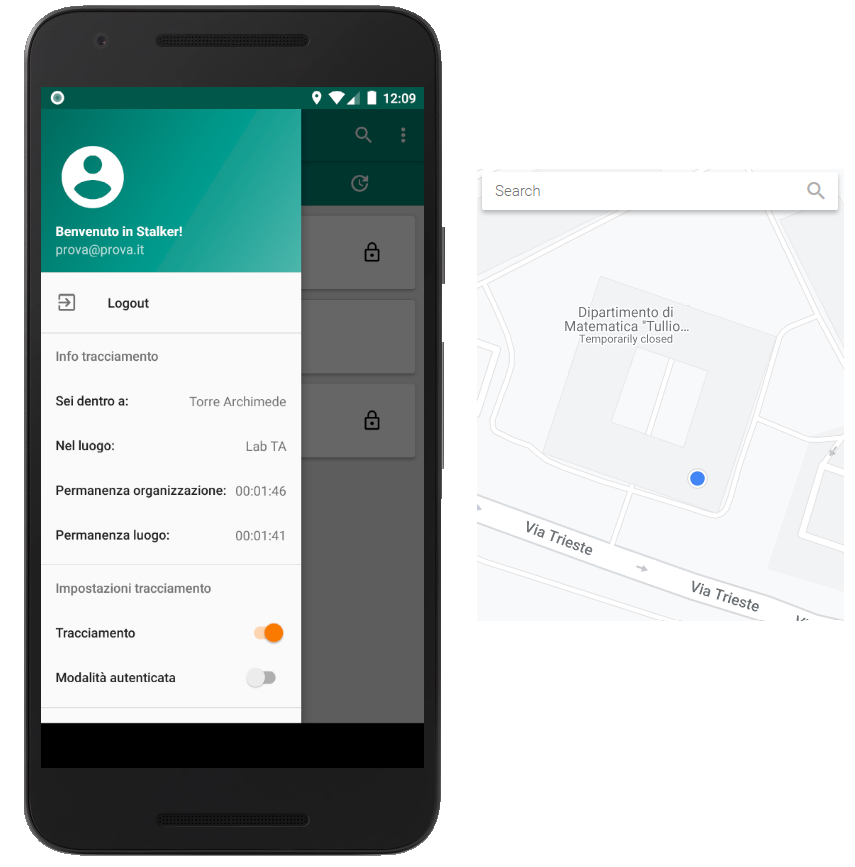 12:09
Benvenuto in Stalker!
prova@prova.it
Logout
Info tracciamento
Sei dentro a: Torre Archimede
Nel luogo: Lab TA
Permanenza organizzazione: 00:01:46
Permanenza luogo: 00:01:41
Impostazioni tracciamento
Tracciamento
Modalità autenticata
Search
Dipartimento di
Matematica "Tullio...
Temporarily closed
Via Trieste
Via Trieste